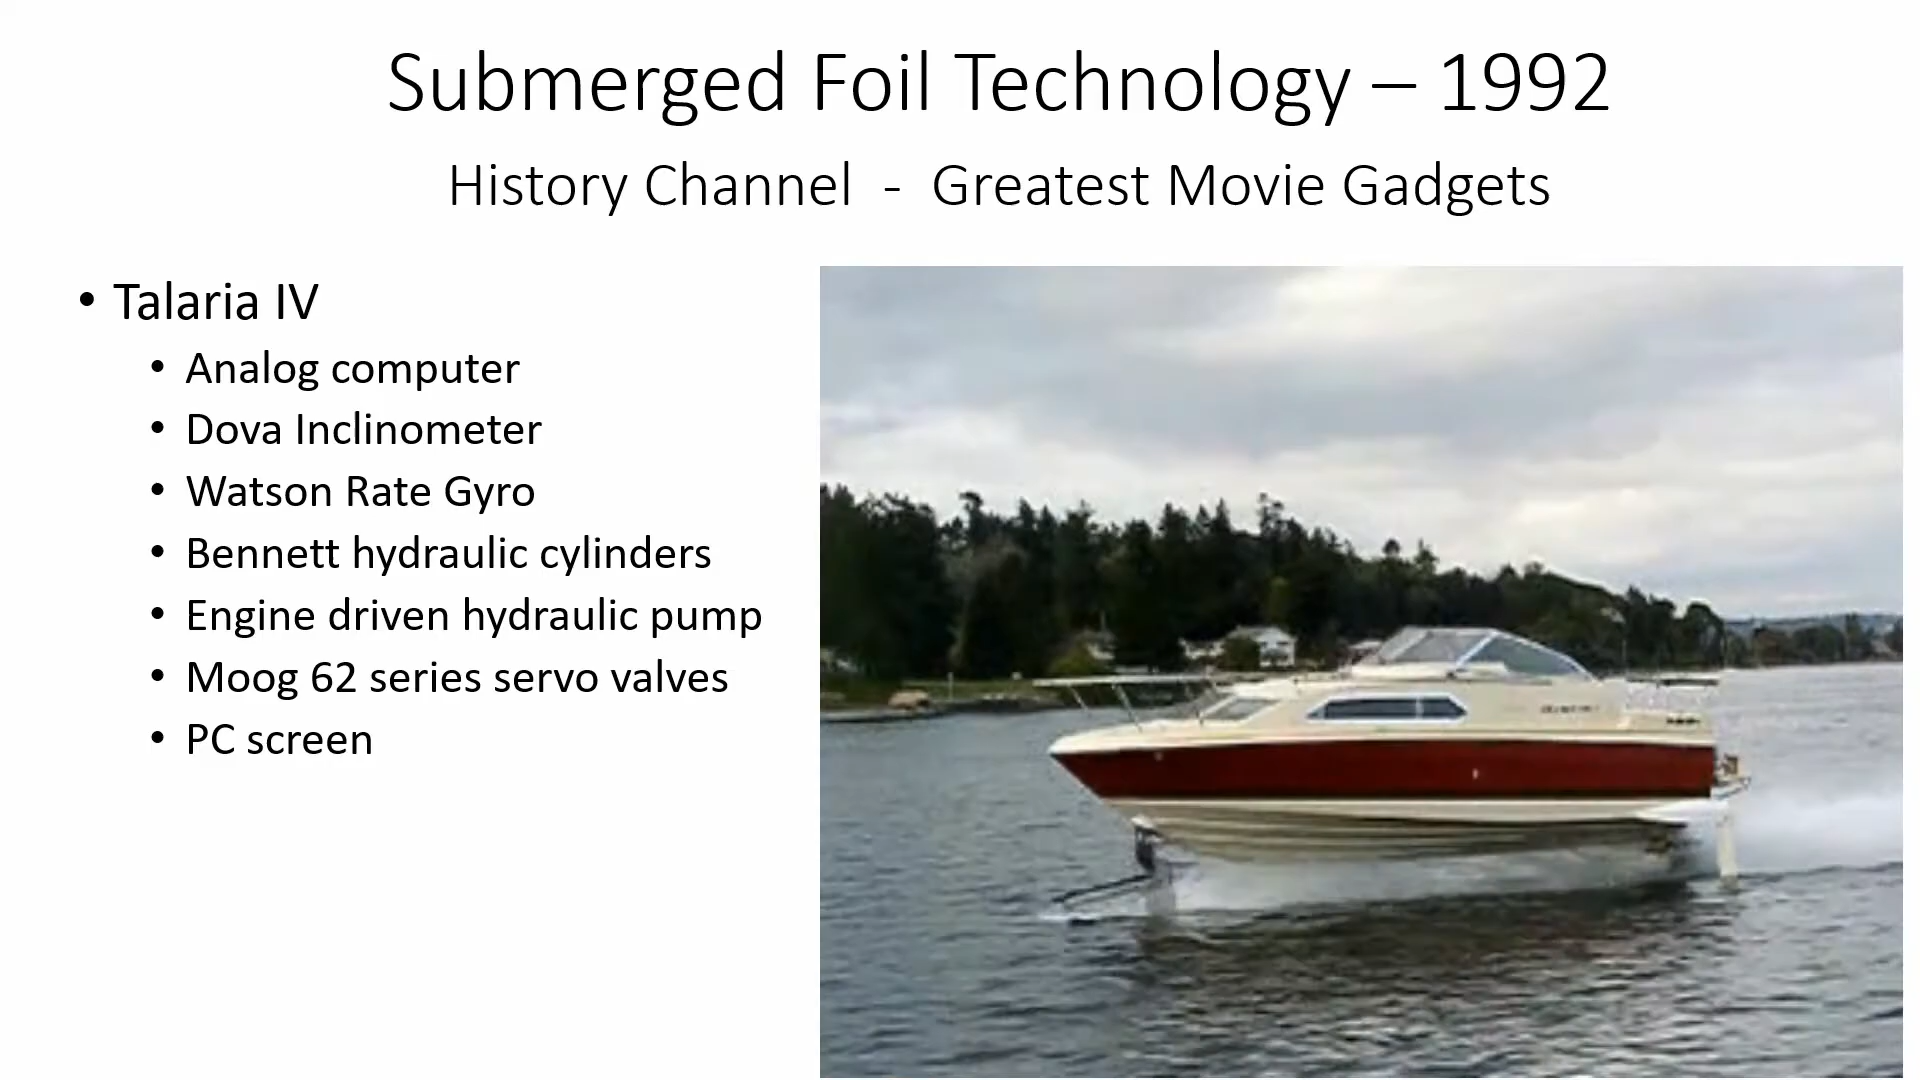 Submerged Foil Technology – 1992
History Channel - Greatest Movie Gadgets
• Talaria IV
• Analog computer
• Dova Inclinometer
• Watson Rate Gyro
• Bennett hydraulic cylinders
• Engine driven hydraulic pump
• Moog 62 series servo valves
• PC screen